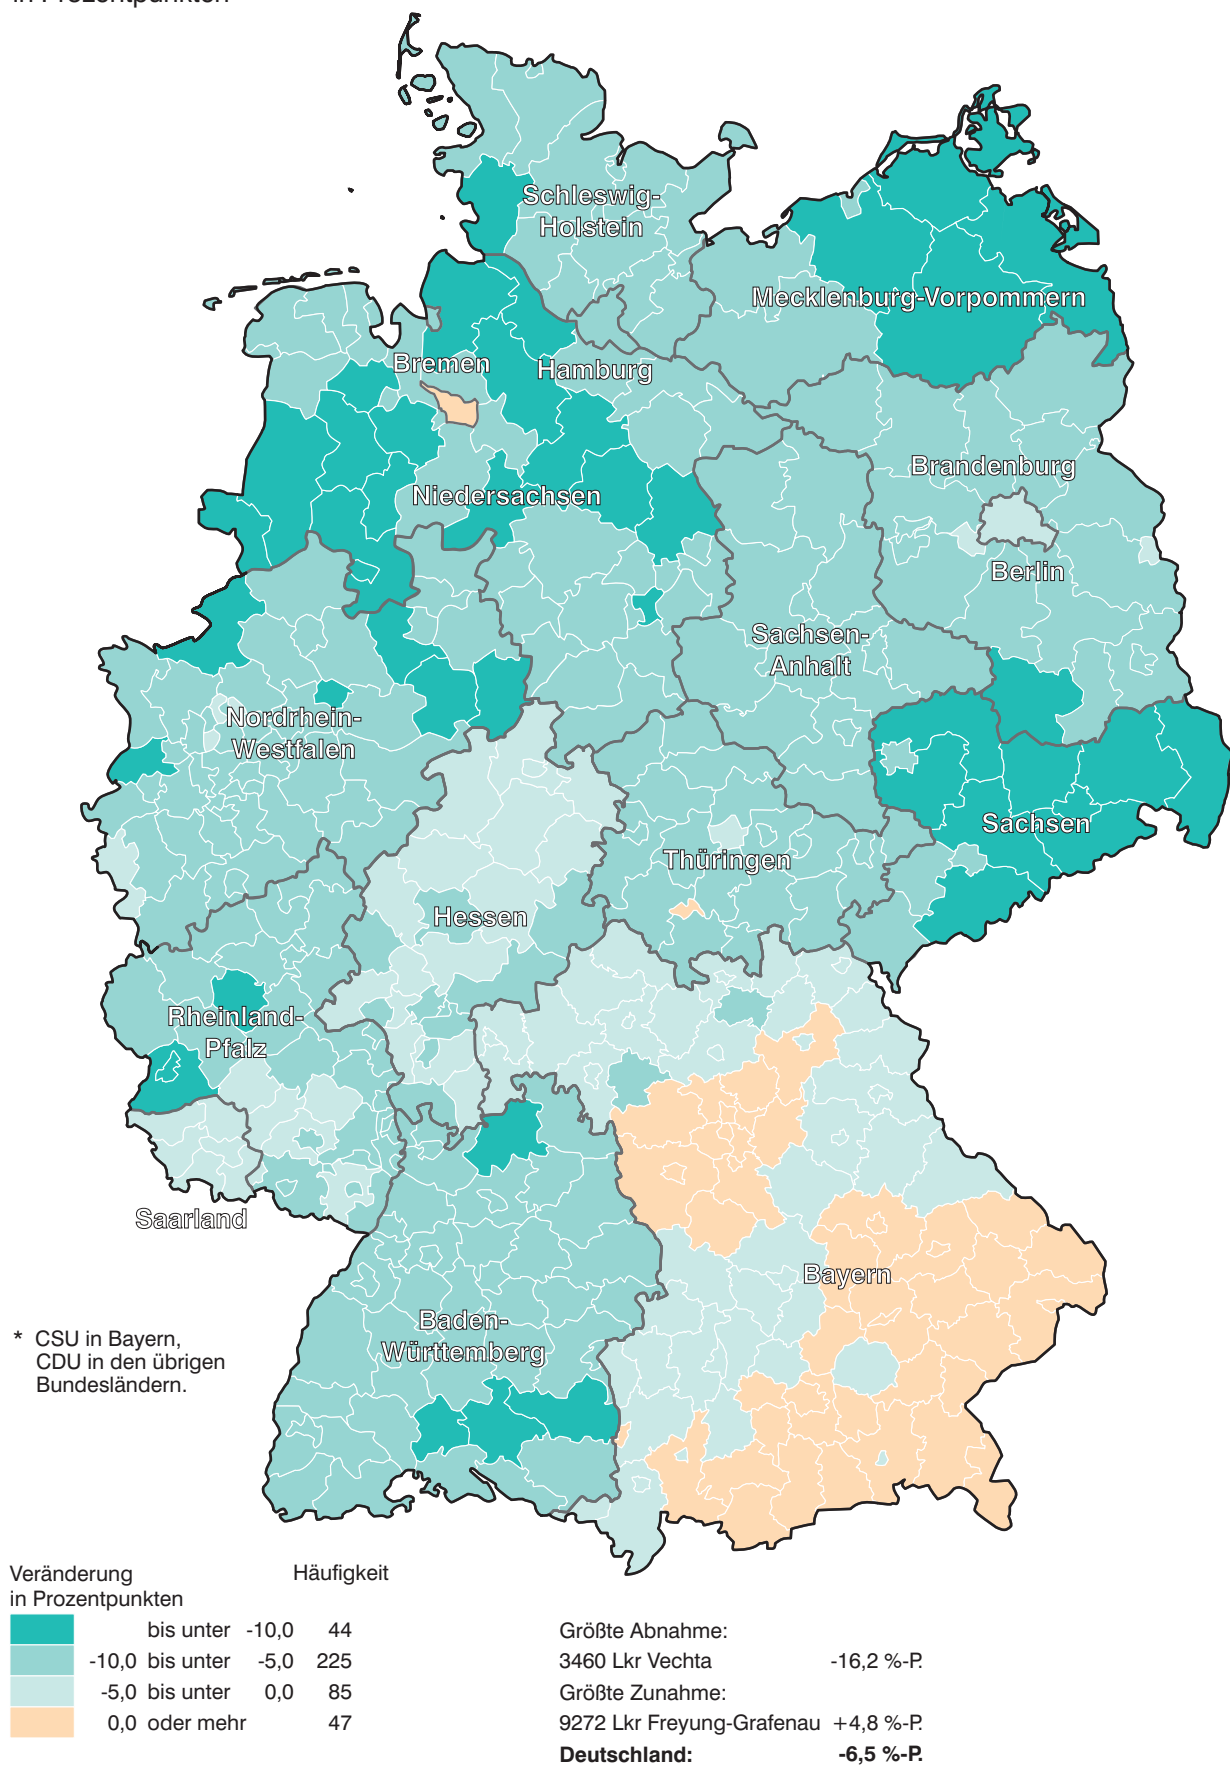 in Prozentpunkten
Schleswig-
Holstein
Mecklenburg-Vorpommern
Bremen
Hamburg
Brandenburg
Niedersachsen
Berlin
Sachsen-
Anhalt
Nordrhein-
Westfalen
Sachsen
Thüringen
Hessen
Rheinland-
Pfalz
Saarland
Bayern
Baden-
Württemberg
* CSU in Bayern,
CDU in den übrigen
Bundesländern.
Veränderung Häufigkeit
in Prozentpunkten
bis unter -10,0 44
-10,0 bis unter -5,0 225
-5,0 bis unter 0,0 85
0,0 oder mehr 47
Größte Abnahme:
3460 Lkr Vechta -16,2 %-P.
Größte Zunahme:
9272 Lkr Freyung-Grafenau +4,8 %-P.
Deutschland: -6,5 %-P.